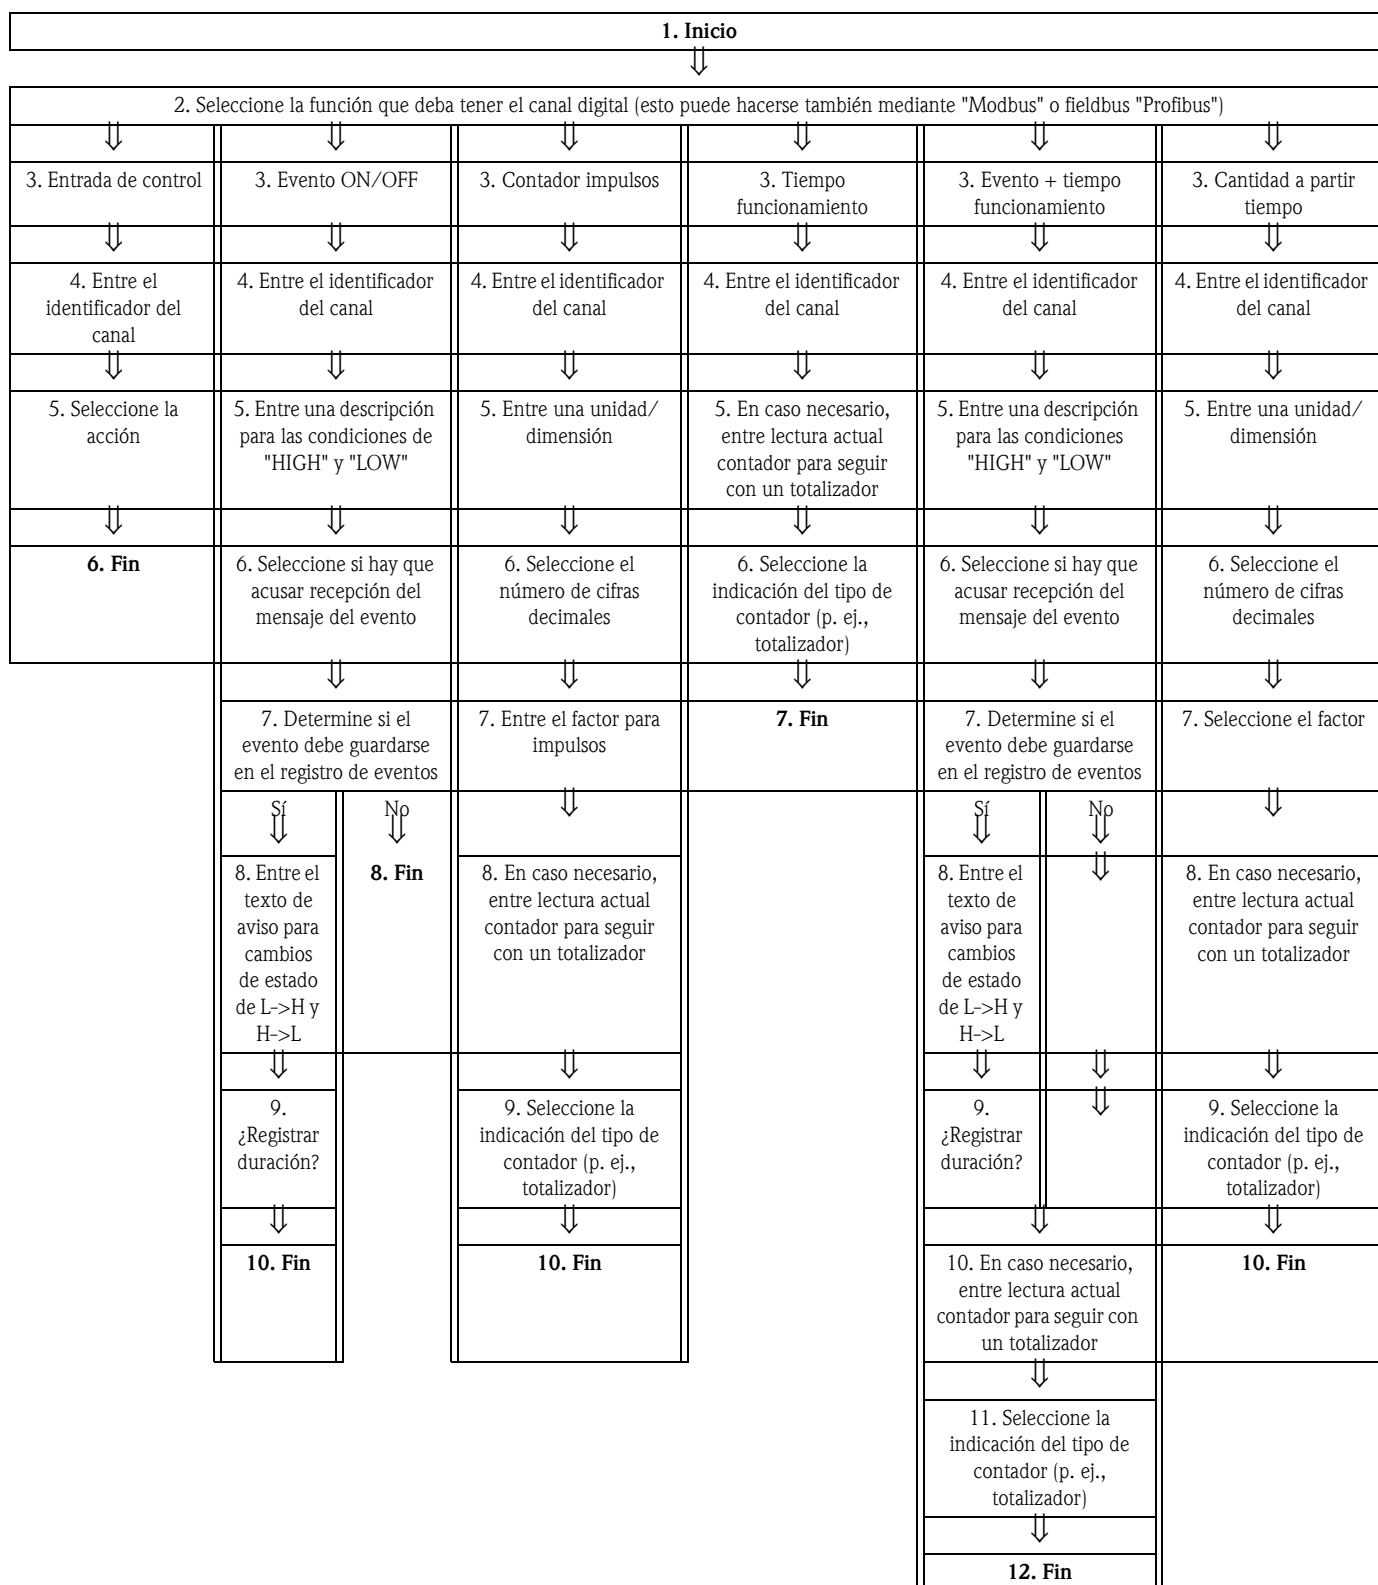 1. Inicio
2. Seleccione la función que deba tener el canal digital (esto puede hacerse también mediante "Modbus" o fieldbus "Profibus")
3. Entrada de control
3. Evento ON/OFF
3. Contador impulsos
3. Tiempo
funcionamiento
3. Evento + tiempo
funcionamiento
3. Cantidad a partir
tiempo
4. Entre el
identificador del
canal
4. Entre el identificador
del canal
4. Entre el identificador
del canal
4. Entre el identificador
del canal
4. Entre el identificador
del canal
4. Entre el identificador
del canal
5. Seleccione la
acción
5. Entre una descripción
para las condiciones de
"HIGH" y "LOW"
5. Entre una unidad/
dimensión
5. En caso necesario,
entre lectura actual
contador para seguir
con un totalizador
5. Entre una descripción
para las condiciones
"HIGH" y "LOW"
5. Entre una unidad/
dimensión
6. Fin
6. Seleccione si hay que
acusar recepción del
mensaje del evento
6. Seleccione el
número de cifras
decimales
6. Seleccione la
indicación del tipo de
contador (p. ej.,
totalizador)
6. Seleccione si hay que
acusar recepción del
mensaje del evento
6. Seleccione el
número de cifras
decimales
7. Determine si el
evento debe guardarse
en el registro de eventos
7. Entre el factor para
impulsos
7. Fin
7. Determine si el
evento debe guardarse
en el registro de eventos
7. Seleccione el factor
Sí
No
Sí
No
8. Entre el
texto de
aviso para
cambios
de estado
de L->H y
H->L
8. Fin
8. En caso necesario,
entre lectura actual
contador para seguir
con un totalizador
8. Entre el
texto de
aviso para
cambios
de estado
de L->H y
H->L
8. En caso necesario,
entre lectura actual
contador para seguir
con un totalizador
9.
¿Registrar
duración?
9. Seleccione la
indicación del tipo de
contador (p. ej.,
totalizador)
9.
¿Registrar
duración?
9. Seleccione la
indicación del tipo de
contador (p. ej.,
totalizador)
10. Fin
10. Fin
10. En caso necesario,
entre lectura actual
contador para seguir con
un totalizador
10. Fin
11. Seleccione la
indicación del tipo de
contador (p. ej.,
totalizador)
12. Fin